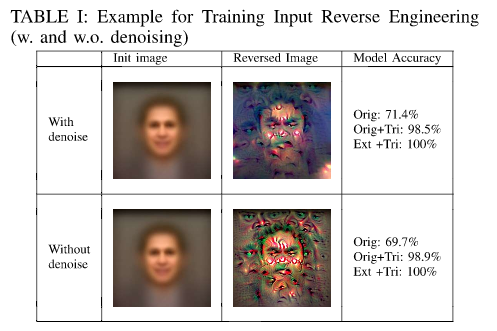 TABLE I: Example for Training Input Reverse Engineering
(w. and w.o. denoising)
Init image Reversed Image Model Accuracy
With
denoise
Orig: 71.4%
Orig+Tri: 98.5%
Ext +Tri: 100%
Without
denoise
Orig: 69.7%
Orig+Tri: 98.9%
Ext +Tri: 100%